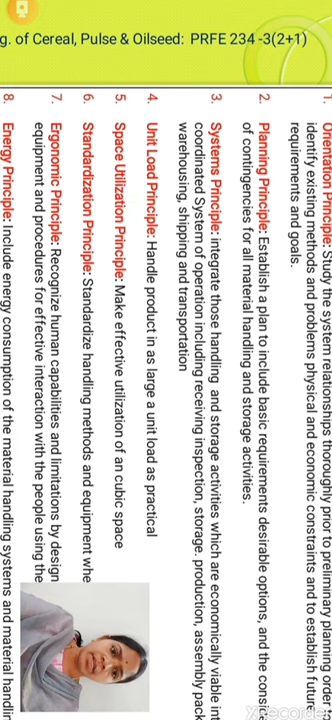 g. of Cereal, Pulse & Oilseed: PRFE 234 -3(2+1)
1. Orientation Principle: Study the system relationships thoroughly prior to preliminary planning order to
identify existing methods and problems physical and economic constraints and to establish future
requirements and goals.
2. Planning Principle: Establish a plan to include basic requirements desirable options, and the
of contingencies for all material handling and storage activities.
3. Systems Principle: integrate those handling and storage activities which are economically viable int
coordinated System of operation including receiving inspection, storage. production, assembly pack
warehousing, shipping and transportation
4. Unit Load Principle: Handle product in as large a unit load as practical
5. Space Utilization Principle: Make effective utilization of an cubic space
6. Standardization Principle: Standardize handling methods and equipment whe
7. Ergonomic Principle: Recognize human capabilities and limitations by design
equipment and procedures for effective interaction with the people using the
8. Energy Principle: Include energy consumption of the material handling systems and material handlin